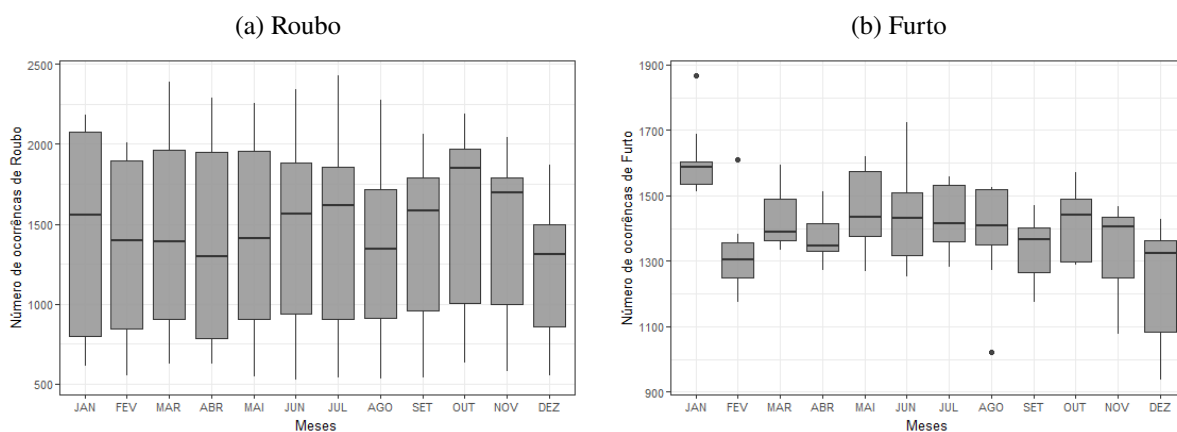 (a) Roubo
Número de ocorrências de Roubo
2500
2000
1500
1000
500
JAN FEV MAR ABR MAI JUN JUL AGO SET OUT NOV DEZ
Meses
(b) Furto
Número de ocorrências de Furto
1900
1700
1500
1300
1100
900
JAN FEV MAR ABR MAI JUN JUL AGO SET OUT NOV DEZ
Meses